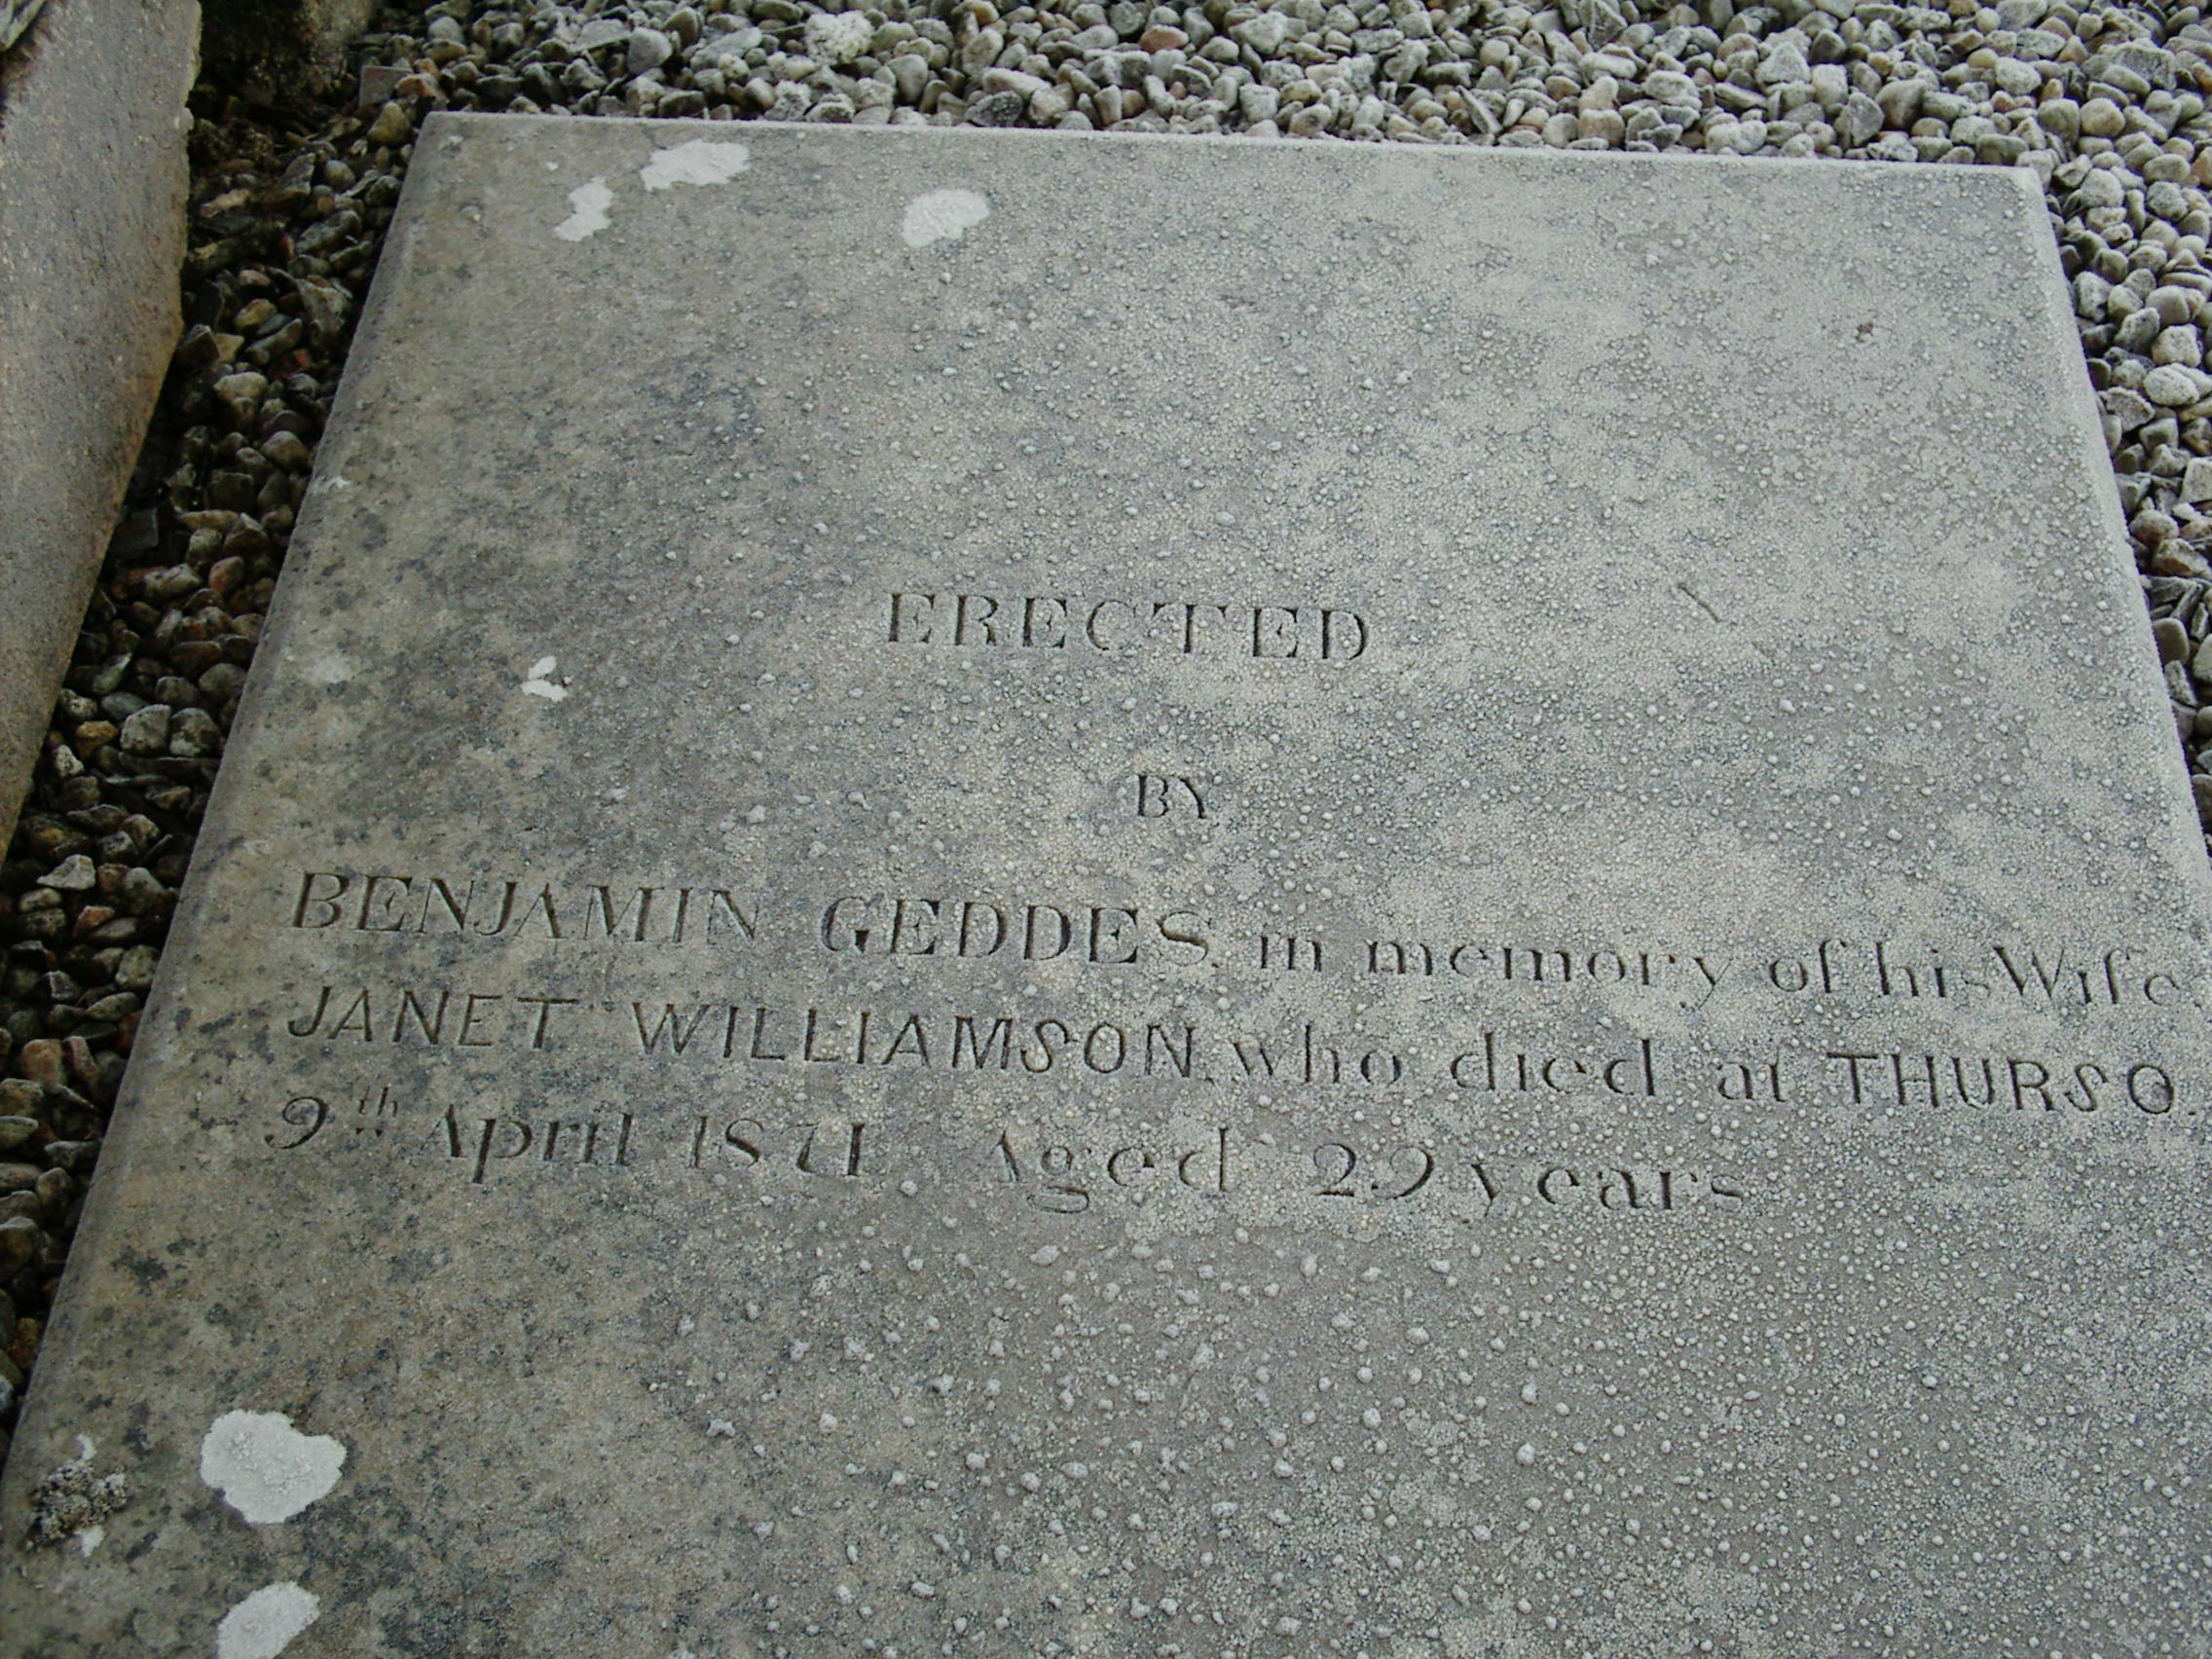 ERECTED
BY
BENJAMIN GEDDES, in memory of his Wife,
JANET WILLIAMSON, who died at THURSO.
9th April 1871 Aged 29 years